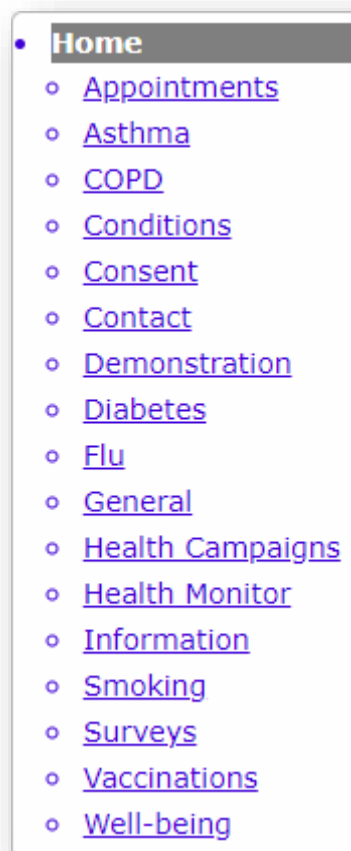 Home
Appointments
Asthma
COPD
Conditions
Consent
Contact
Demonstration
Diabetes
Flu
General
Health Campaigns
Health Monitor
Information
Smoking
Surveys
Vaccinations
Well-being